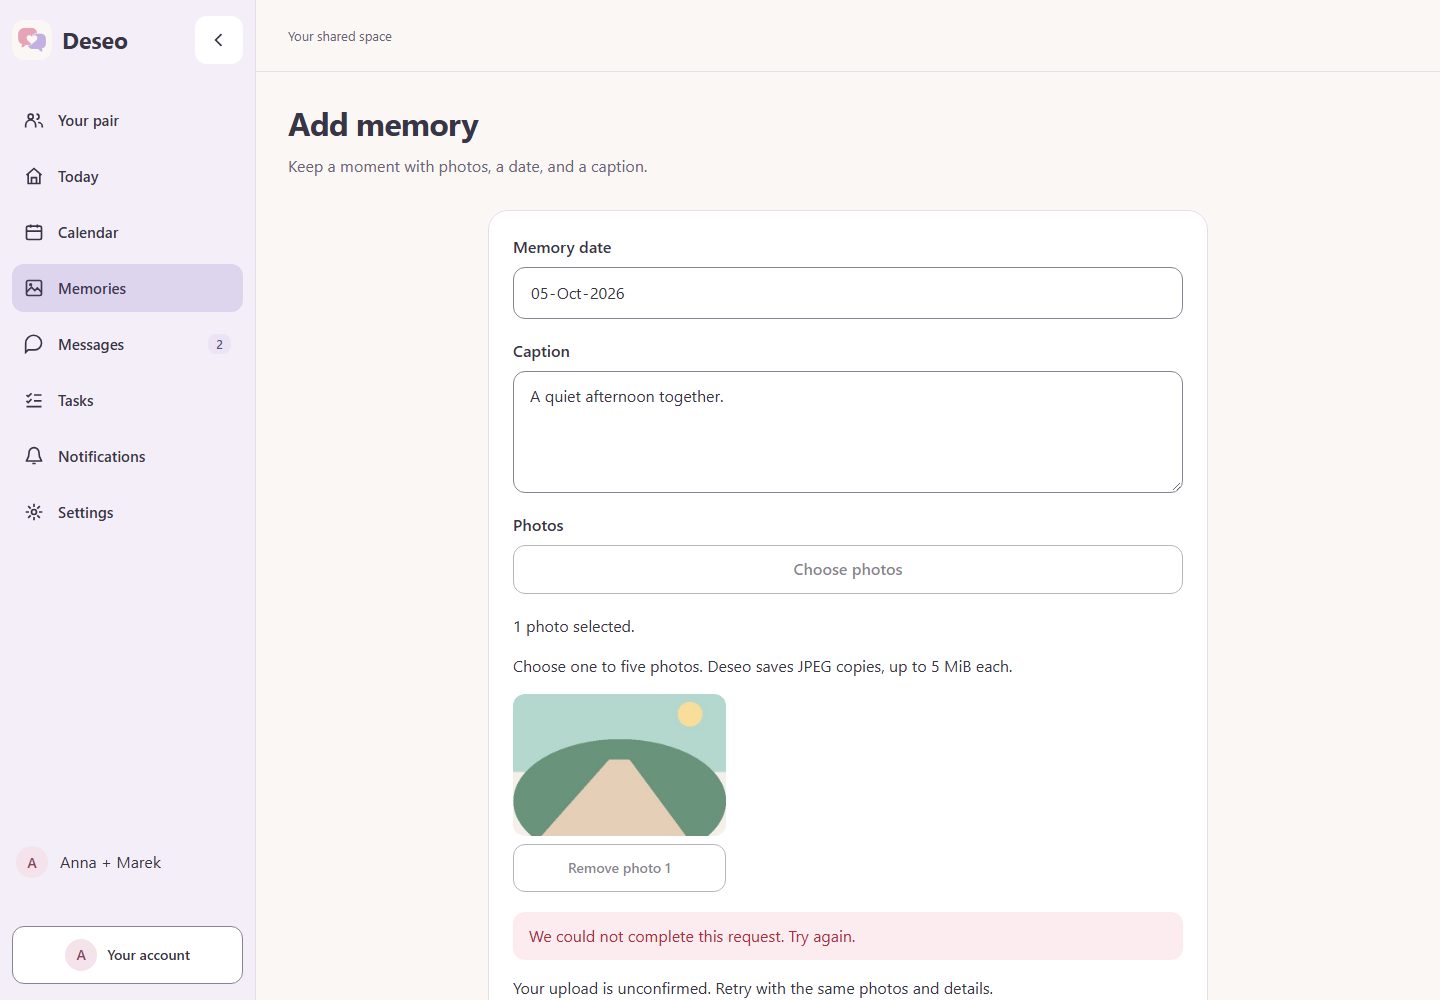 Deseo
Your pair
Today
Calendar
Memories
Messages
2
Tasks
Notifications
Settings
A
Anna + Marek
A
Your account
Your shared space
Add memory
Keep a moment with photos, a date, and a caption.
Memory date
05-Oct-2026
Caption
A quiet afternoon together.
Photos
Choose photos
1 photo selected.
Choose one to five photos. Deseo saves JPEG copies, up to 5 MiB each.
Remove photo 1
We could not complete this request. Try again.
Your upload is unconfirmed. Retry with the same photos and details.